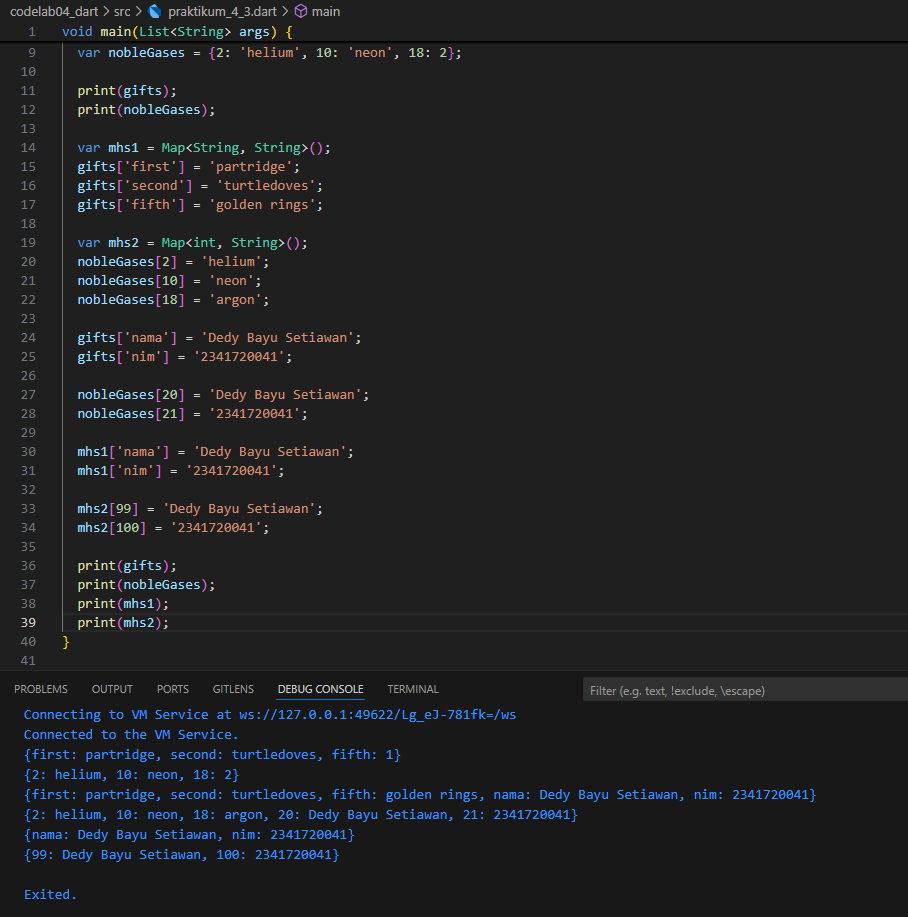 codelab04_dart > src > praktikum_4_3.dart > main
1 void main(List<String> args) {
9 var nobleGases = {2: 'helium', 10: 'neon', 18: 2};
10
11 print(gifts);
12 print(nobleGases);
13
14 var mhs1 = Map<String, String>();
15 gifts['first'] = 'partridge';
16 gifts['second'] = 'turtledoves';
17 gifts['fifth'] = 'golden rings';
18
19 var mhs2 = Map<int, String>();
20 nobleGases[2] = 'helium';
21 nobleGases[10] = 'neon';
22 nobleGases[18] = 'argon';
23
24 gifts['nama'] = 'Dedy Bayu Setiawan';
25 gifts['nim'] = '2341720041';
26
27 nobleGases[20] = 'Dedy Bayu Setiawan';
28 nobleGases[21] = '2341720041';
29
30 mhs1['nama'] = 'Dedy Bayu Setiawan';
31 mhs1['nim'] = '2341720041';
32
33 mhs2[99] = 'Dedy Bayu Setiawan';
34 mhs2[100] = '2341720041';
35
36 print(gifts);
37 print(nobleGases);
38 print(mhs1);
39 print(mhs2);
40 }
41
PROBLEMS OUTPUT PORTS GITLENS DEBUG CONSOLE TERMINAL Filter (e.g. text, !exclude, \escape)
Connecting to VM Service at ws://127.0.0.1:49622/Lg_eJ-781fk=/ws
Connected to the VM Service.
{first: partridge, second: turtledoves, fifth: 1}
{2: helium, 10: neon, 18: 2}
{first: partridge, second: turtledoves, fifth: golden rings, nama: Dedy Bayu Setiawan, nim: 2341720041}
{2: helium, 10: neon, 18: argon, 20: Dedy Bayu Setiawan, 21: 2341720041}
{nama: Dedy Bayu Setiawan, nim: 2341720041}
{99: Dedy Bayu Setiawan, 100: 2341720041}
Exited.